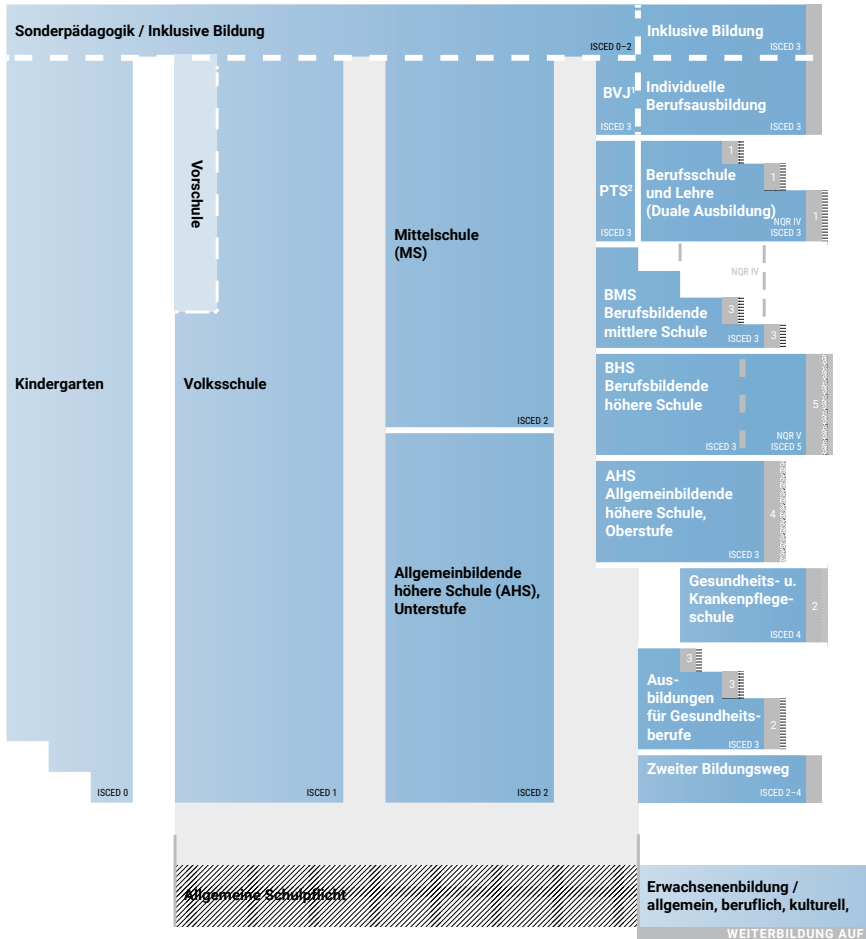 Sonderpädagogik / Inklusive Bildung
ISCED 0–2
Inklusive Bildung
ISCED 3
BVJ¹
ISCED 3
Individuelle
Berufsausbildung
ISCED 3
Vorschule
PTS²
ISCED 3
1
1
1
Berufsschule
und Lehre
(Duale Ausbildung)
NQR IV
ISCED 3
Mittelschule
(MS)
ISCED 2
NQR IV
BMS
Berufsbildende
mittlere Schule
3
3
ISCED 3
Kindergarten
ISCED 0
Volksschule
ISCED 1
BHS
Berufsbildende
höhere Schule
ISCED 3
NQR V
ISCED 5
5
AHS
Allgemeinbildende
höhere Schule,
Oberstufe
ISCED 3
4
Allgemeinbildende
höhere Schule (AHS),
Unterstufe
ISCED 2
Gesundheits- u.
Krankenpflege-
schule
ISCED 4
2
3
3
2
Aus-
bildungen
für Gesundheits-
berufe
ISCED 3
Zweiter Bildungsweg
ISCED 2–4
Allgemeine Schulpflicht
Erwachsenenbildung /
allgemein, beruflich, kulturell,
WEITERBILDUNG AUF